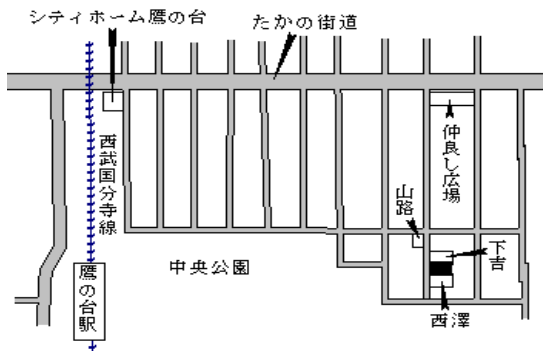 シティホーム鷹の台
たかの街道
西武国分寺線
仲良し広場
山路
下吉
中央公園
鷹の台駅
西澤